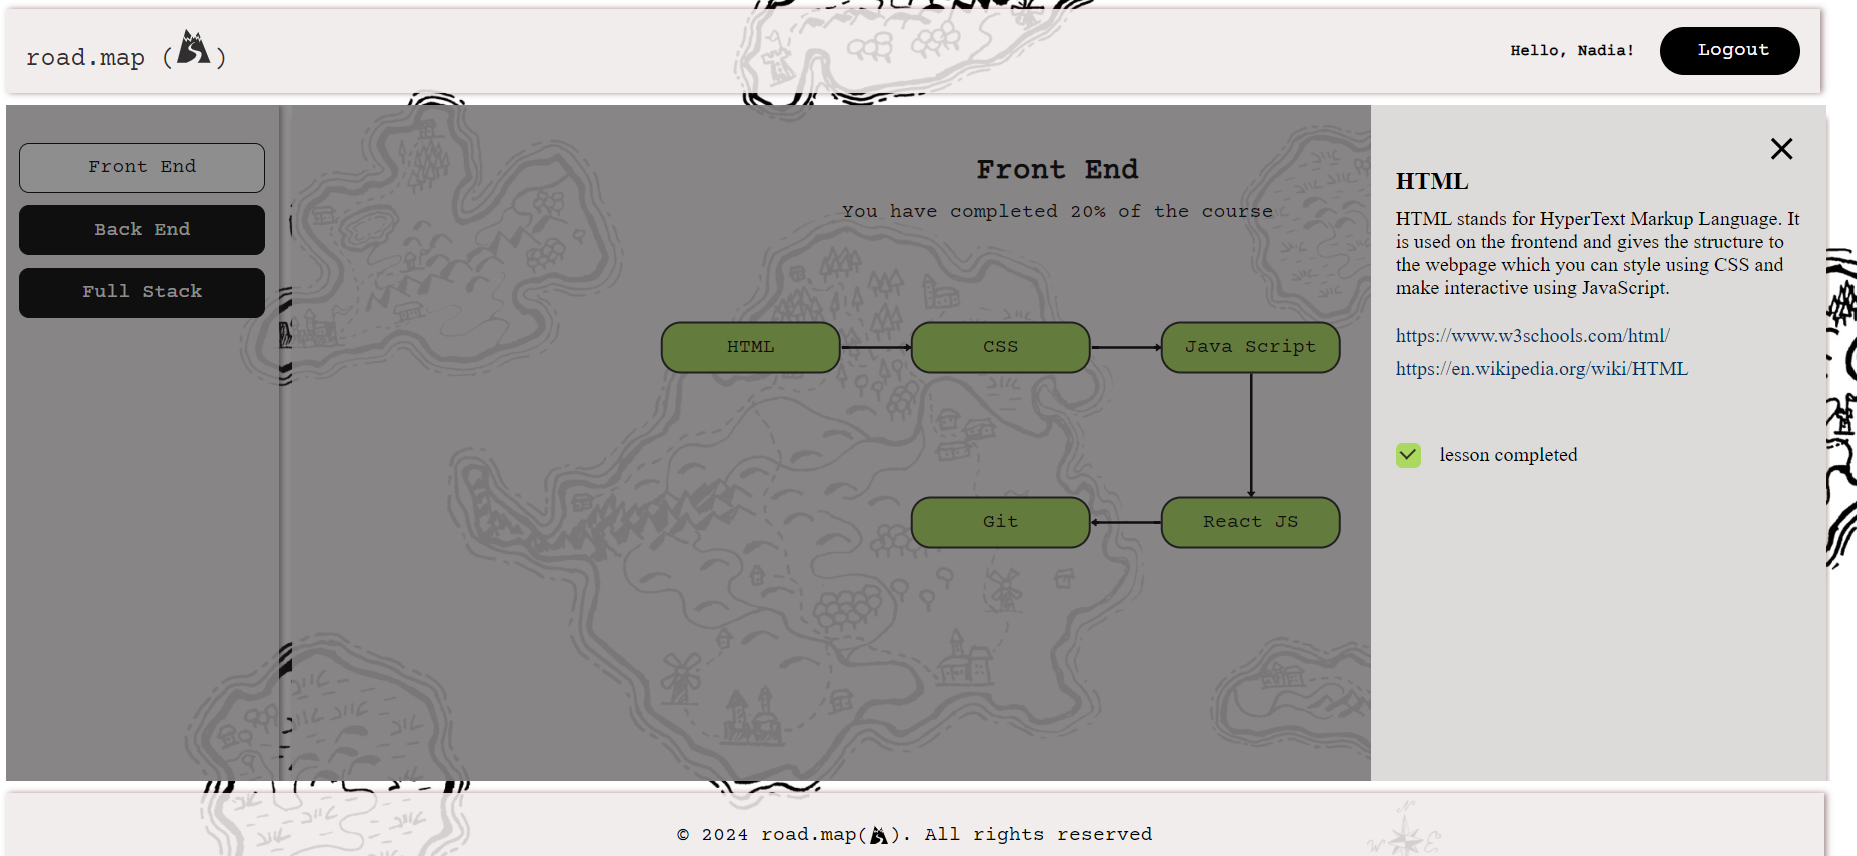 road.map ( )
Hello, Nadia!
Logout
Front End
Back End
Full Stack
Front End
You have completed 20% of the course
HTML
CSS
Java Script
Git
React JS
HTML
HTML stands for HyperText Markup Language. It
is used on the frontend and gives the structure to
the webpage which you can style using CSS and
make interactive using JavaScript.
https://www.w3schools.com/html/
https://en.wikipedia.org/wiki/HTML
lesson completed
© 2024 road.map( ). All rights reserved
N
W
E